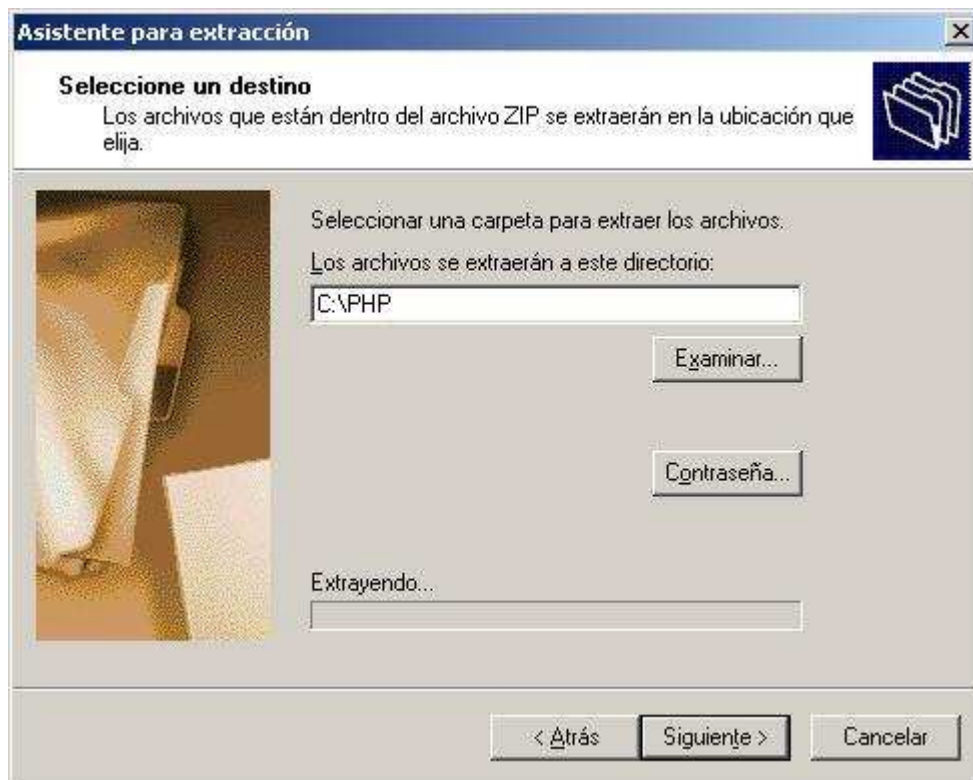 Asistente para extracción
Seleccione un destino
Los archivos que están dentro del archivo ZIP se extraerán en la ubicación que
elija.
Seleccionar una carpeta para extraer los archivos.
Los archivos se extraerán a este directorio:
C:\PHP
Examinar...
Contraseña...
Extrayendo...
< Atrás
Siguiente >
Cancelar